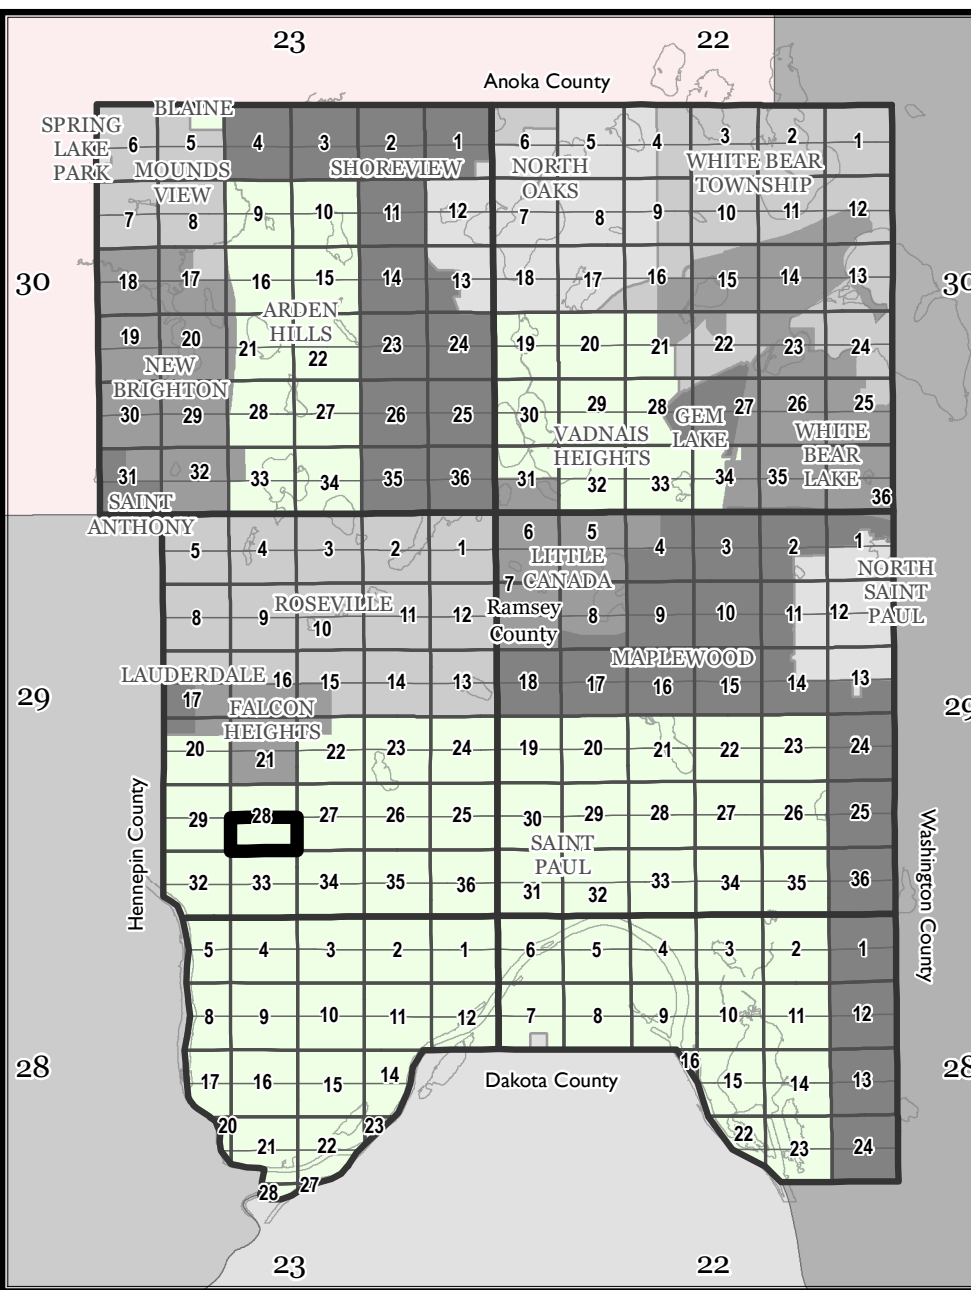 23 22
Anoka County
BLAINE
SPRING
LAKE
PARK
6 5 4 3 2 1 6 5 4 3 2 1
MOUNDS
VIEW
SHOREVIEW
NORTH
OAKS
WHITE BEAR
TOWNSHIP
7 8 9 10 11 12 7 8 9 10 11 12
30 18 17 16 15 14 13 18 17 16 15 14 13 30
ARDEN
HILLS
19 20 21 22 23 24 19 20 21 22 23 24
NEW
BRIGHTON
30 29 28 27 26 25 30 29 28 27 26 25
GEM
LAKE
VADNAIS
HEIGHTS
WHITE
BEAR
LAKE
31 32 33 34 35 36 31 32 33 34 35 36
SAINT
ANTHONY
5 4 3 2 1 6 5 4 3 2 1
LITTLE
CANADA
NORTH
SAINT
PAUL
ROSEVILLE
Ramsey
County
8 9 10 11 12 7 8 9 10 11 12
MAPLEWOOD
LAUDERDALE
29 17 16 15 14 13 18 17 16 15 14 13 29
FALCON
HEIGHTS
20 21 22 23 24 19 20 21 22 23 24
29 28 27 26 25 30 29 28 27 26 25
Hennepin County
Washington County
SAINT
PAUL
32 33 34 35 36 31 32 33 34 35 36
5 4 3 2 1 6 5 4 3 2 1
8 9 10 11 12 7 8 9 10 11 12
28 17 16 15 14 16 15 14 13 28
Dakota County
20 21 22 23 22 23 24
28 27
23 22